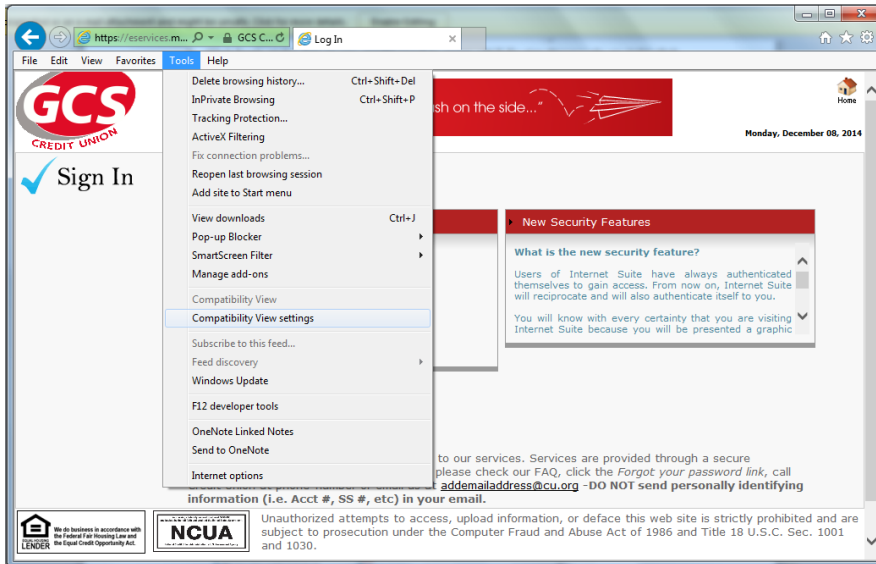 https://eservices.m...
GCS C...
Log In
File Edit View Favorites Tools Help
Delete browsing history... Ctrl+Shift+Del
InPrivate Browsing Ctrl+Shift+P
Tracking Protection...
ActiveX Filtering
Fix connection problems...
Reopen last browsing session
Add site to Start menu
View downloads Ctrl+J
Pop-up Blocker
SmartScreen Filter
Manage add-ons
Compatibility View
Compatibility View settings
Subscribe to this feed...
Feed discovery
Windows Update
F12 developer tools
OneNote Linked Notes
Send to OneNote
Internet options
GCS
CREDIT UNION
sh on the side..."
Home
Monday, December 08, 2014
Sign In
New Security Features
What is the new security feature?
Users of Internet Suite have always authenticated
themselves to gain access. From now on, Internet Suite
will reciprocate and will also authenticate itself to you.
You will know with every certainty that you are visiting
Internet Suite because you will be presented a graphic
to our services. Services are provided through a secure
please check our FAQ, click the Forgot your password link, call
addemailaddress@cu.org -DO NOT send personally identifying
information (i.e. Acct #, SS #, etc) in your email.
EQUAL HOUSING
LENDER
We do business in accordance with
the Federal Fair Housing Law and
the Equal Credit Opportunity Act.
NCUA
Unauthorized attempts to access, upload information, or deface this web site is strictly prohibited and are
subject to prosecution under the Computer Fraud and Abuse Act of 1986 and Title 18 U.S.C. Sec. 1001
and 1030.